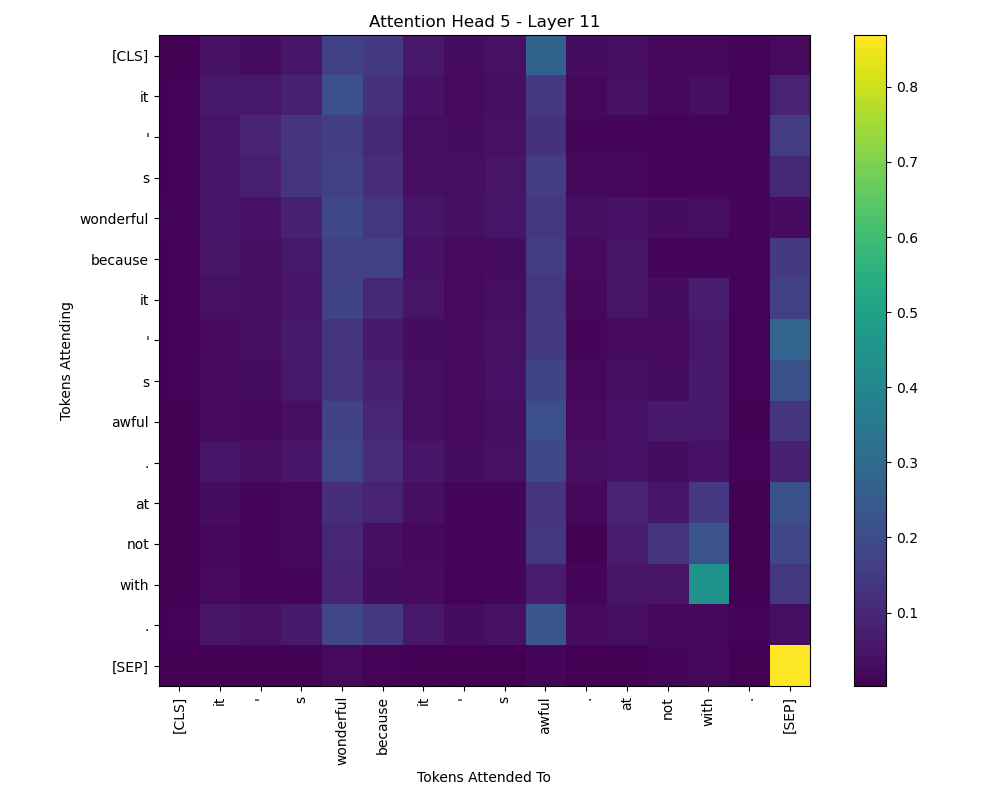 Attention Head 5 - Layer 11
[CLS]
it
'
s
wonderful
because
it
'
s
awful
.
at
not
with
.
[SEP]
Tokens Attending
[CLS]
it
'
s
wonderful
because
it
'
s
awful
.
at
not
with
.
[SEP]
Tokens Attended To
0.8
0.7
0.6
0.5
0.4
0.3
0.2
0.1